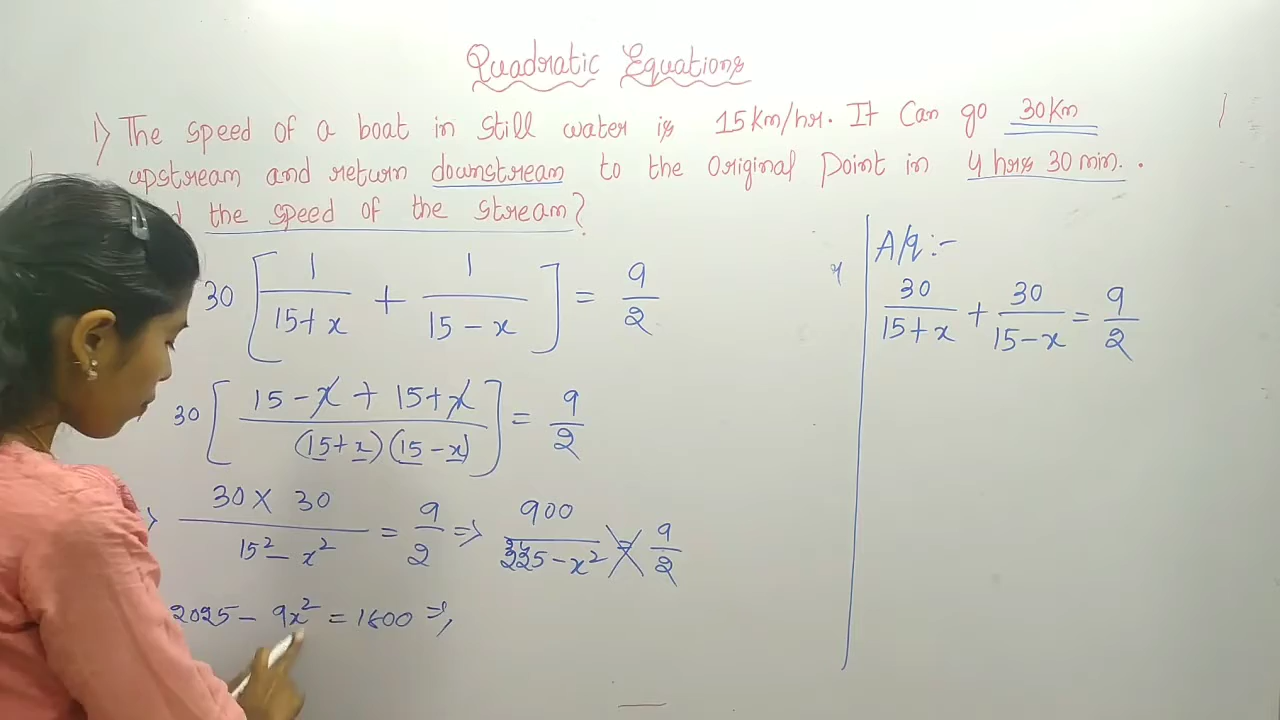 Quadratic Equations
1) The speed of a boat in still water is 15km/hr. It Can go 30km
upstream and return downstream to the original point in 4 hrs 30 min..
the speed of the stream?
30 [ 1/(15+x) + 1/(15-x) ] = 9/2
30 [ (15-x + 15+x)/((15+x)(15-x)) ] = 9/2
(30 × 30)/(15² - x²) = 9/2 ⇒ 900/(225-x²) = 9/2
2025 - 9x² = 1800 ⇒
A/q :-
30/(15+x) + 30/(15-x) = 9/2